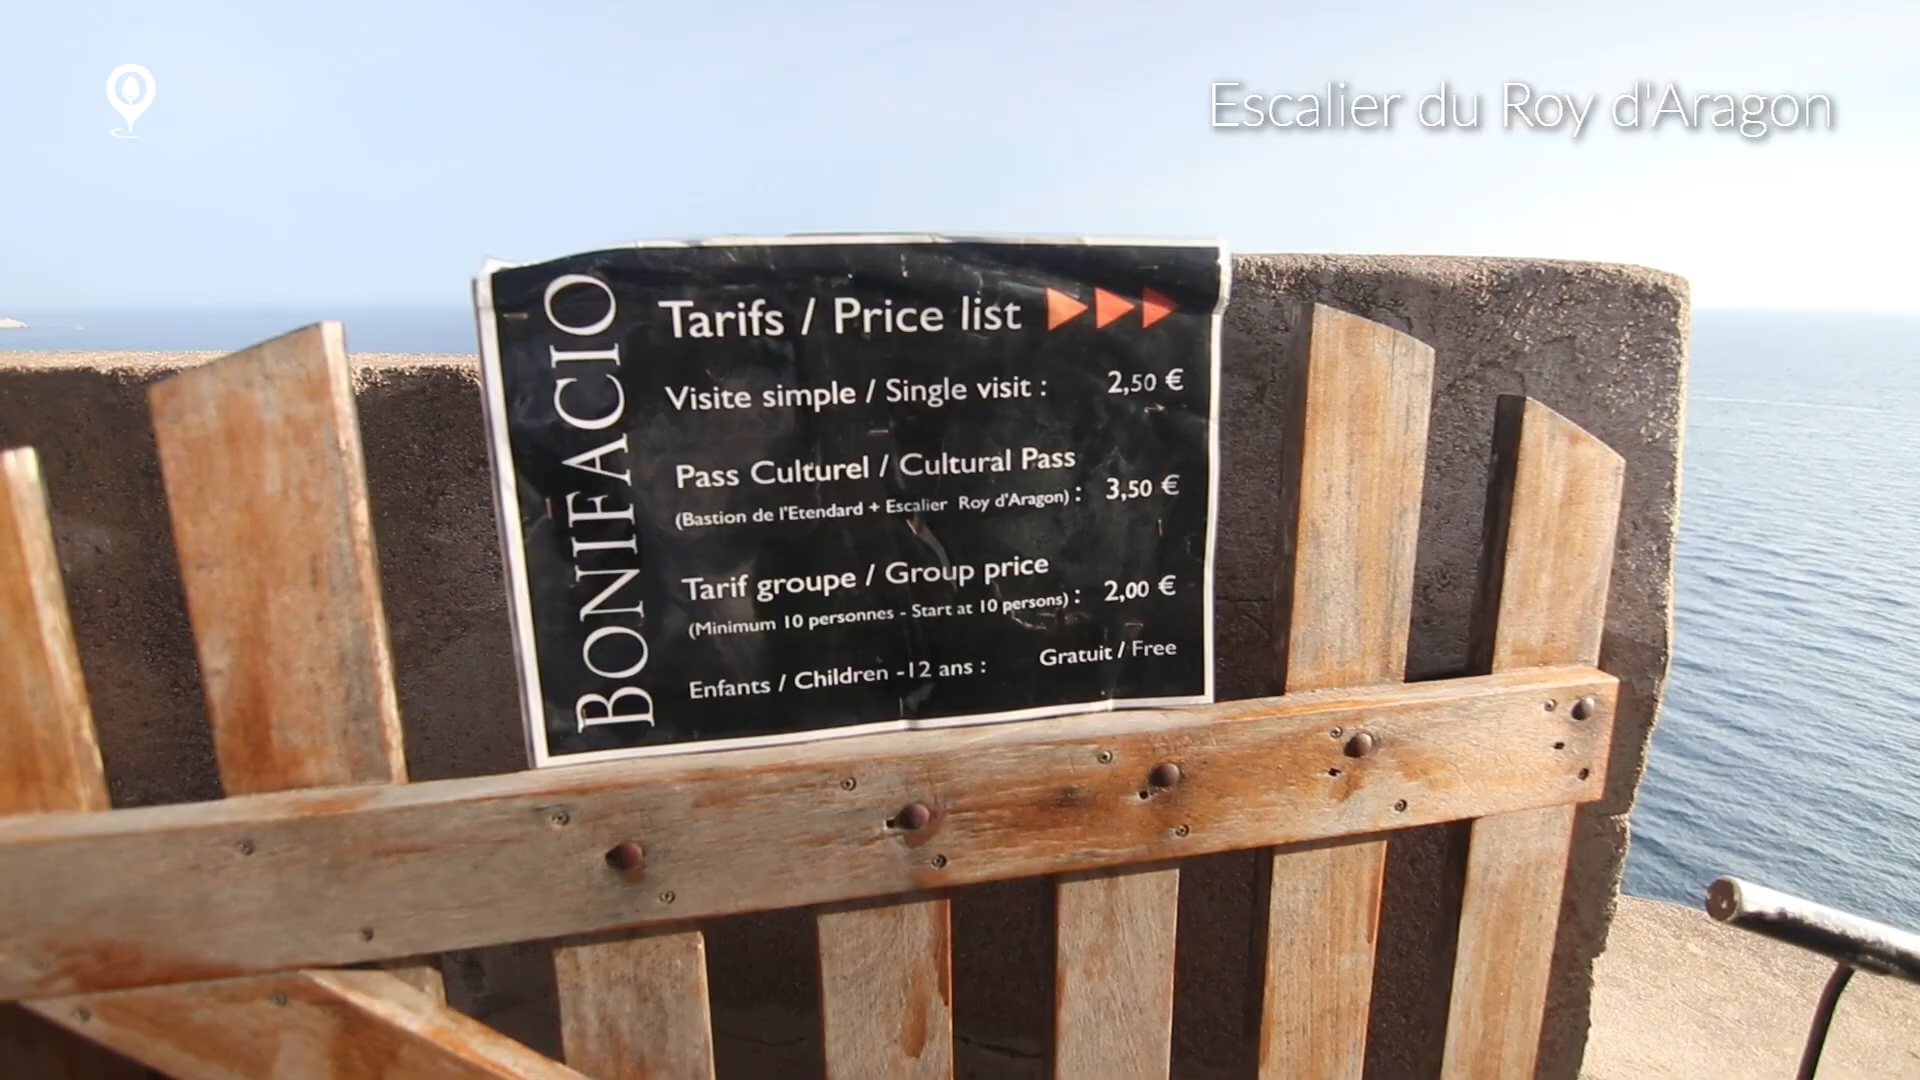 Escalier du Roy d'Aragon
BONIFACIO
Tarifs / Price list
Visite simple / Single visit : 2,50 €
Pass Culturel / Cultural Pass
(Bastion de l'Etendard + Escalier Roy d'Aragon) : 3,50 €
Tarif groupe / Group price
(Minimum 10 personnes - Start at 10 persons) : 2,00 €
Enfants / Children -12 ans : Gratuit / Free